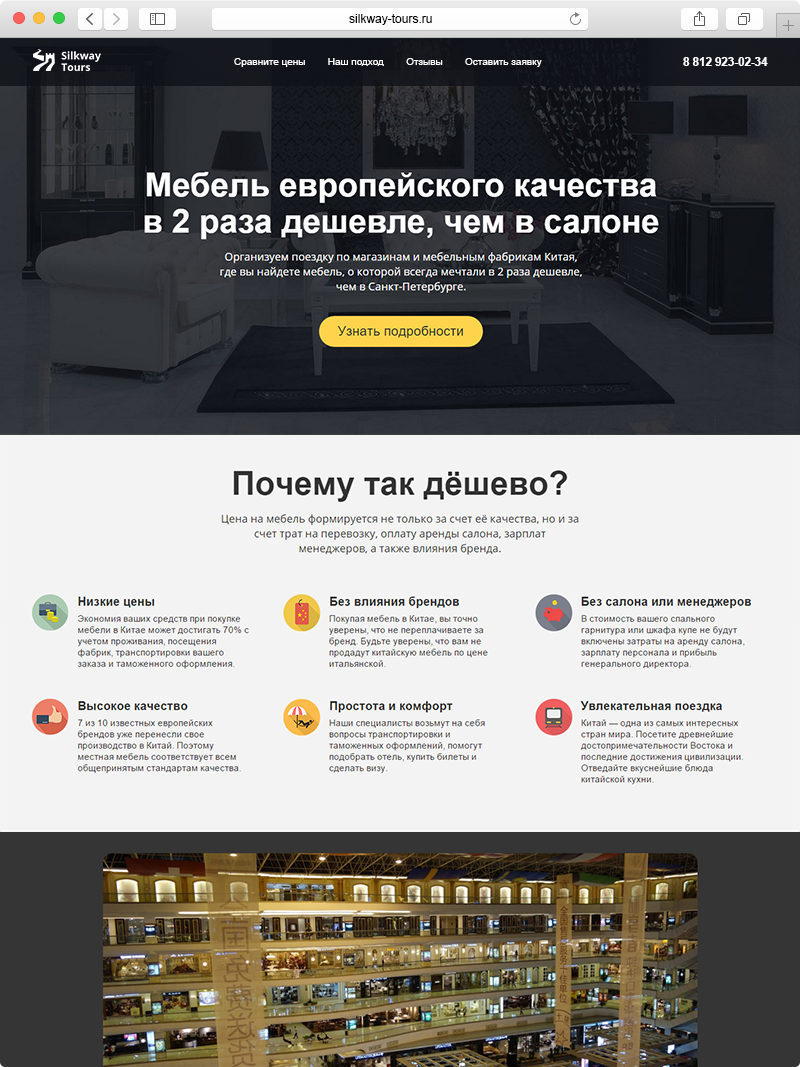 silkway-tours.ru
Silkway
Tours
Сравните цены
Наш подход
Отзывы
Оставить заявку
8 812 923-02-34
Мебель европейского качества
в 2 раза дешевле, чем в салоне
Организуем поездку по магазинам и мебельным фабрикам Китая,
где вы найдете мебель, о которой всегда мечтали в 2 раза дешевле,
чем в Санкт-Петербурге.
Узнать подробности
Почему так дёшево?
Цена на мебель формируется не только за счет её качества, но и за
счет трат на перевозку, оплату аренды салона, зарплат
менеджеров, а также влияния бренда.
Низкие цены
Экономия ваших средств при покупке
мебели в Китае может достигать 70% с
учетом проживания, посещения
фабрик, транспортировки вашего
заказа и таможенного оформления.
Без влияния брендов
Покупая мебель в Китае, вы точно
уверены, что не переплачиваете за
бренд. Будьте уверены, что вам не
продадут китайскую мебель по цене
итальянской.
Без салона или менеджеров
В стоимость вашего спального
гарнитура или шкафа купе не будут
включены затраты на аренду салона,
зарплату персонала и прибыль
генерального директора.
Высокое качество
7 из 10 известных европейских
брендов уже перенесли свое
производство в Китай. Поэтому
местная мебель соответствует всем
общепринятым стандартам качества.
Простота и комфорт
Наши специалисты возьмут на себя
вопросы транспортировки и
таможенных оформлений, помогут
подобрать отель, купить билеты и
сделать визу.
Увлекательная поездка
Китай — одна из самых интересных
стран мира. Посетите древнейшие
достопримечательности Востока и
последние достижения цивилизации.
Отведайте вкуснейшие блюда
китайской кухни.